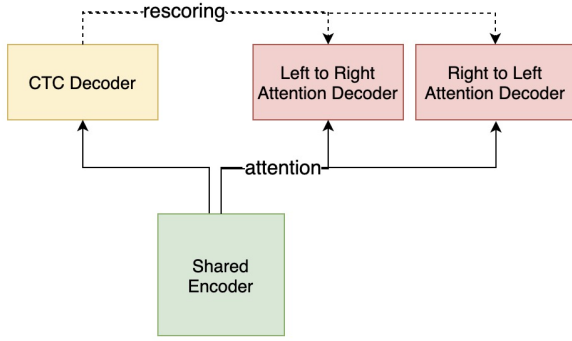 rescoring
CTC Decoder
Left to Right
Attention Decoder
Right to Left
Attention Decoder
attention
Shared
Encoder